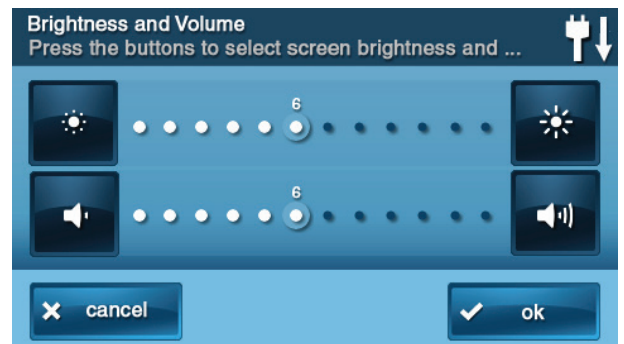 Brightness and Volume
Press the buttons to select screen brightness and ...
6
6
cancel
ok